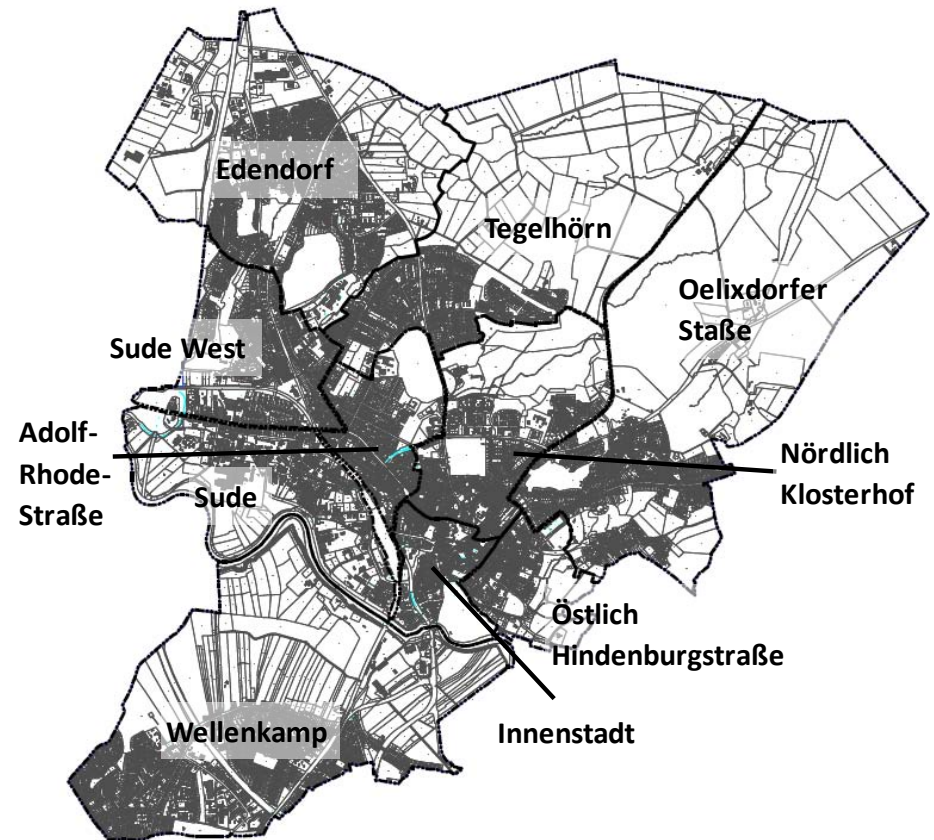 Edendorf
Tegelhörn
Oelixdorfer
Staße
Sude West
Adolf-
Rhode-
Straße
Sude
Nördlich
Klosterhof
Östlich
Hindenburgstraße
Wellenkamp
Innenstadt